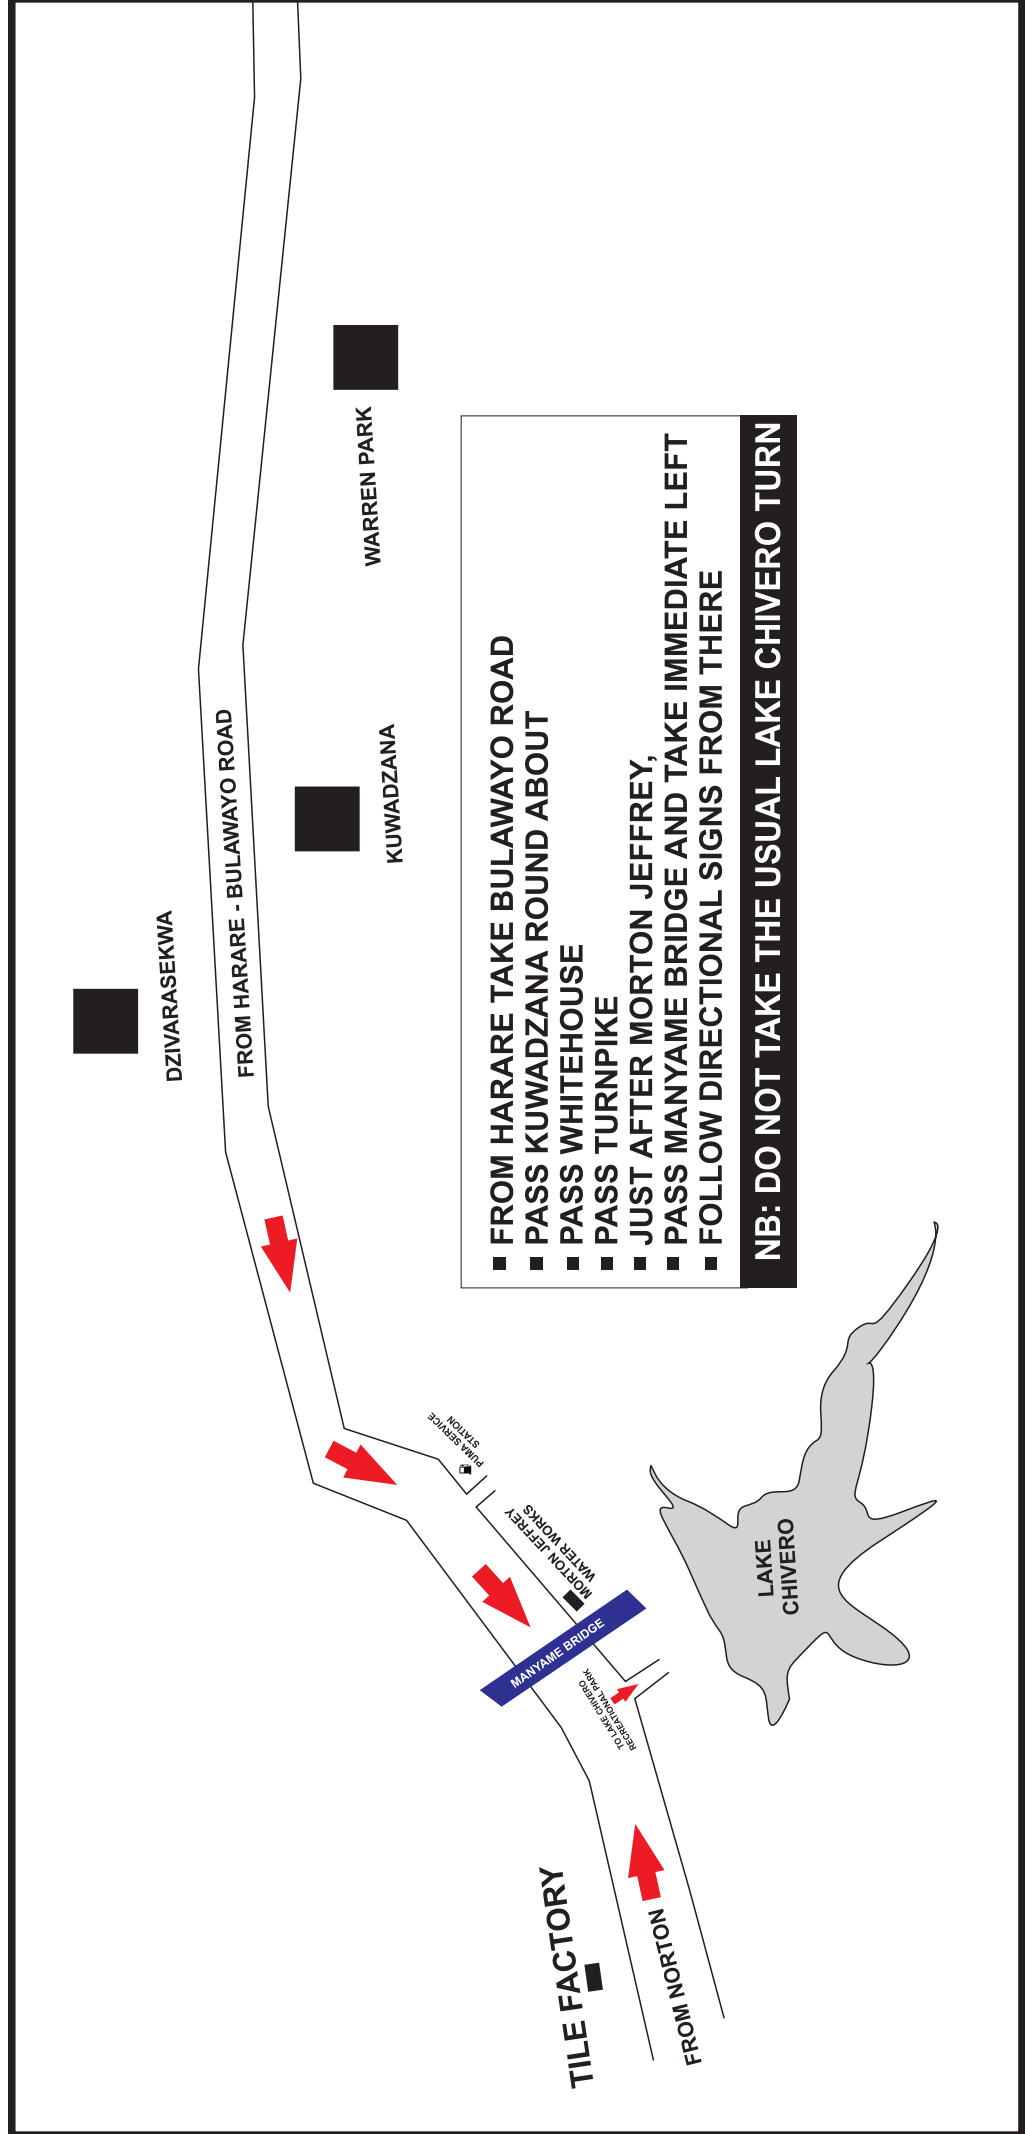 WARREN PARK
KUWADZANA
DZIVARASEKWA
FROM HARARE - BULAWAYO ROAD
■ FROM HARARE TAKE BULAWAYO ROAD
■ PASS KUWADZANA ROUND ABOUT
■ PASS WHITEHOUSE
■ PASS TURNPIKE
■ JUST AFTER MORTON JEFFREY,
■ PASS MANYAME BRIDGE AND TAKE IMMEDIATE LEFT
■ FOLLOW DIRECTIONAL SIGNS FROM THERE
NB: DO NOT TAKE THE USUAL LAKE CHIVERO TURN
PUMA SERVICE
STATION
MORTON JEFFREY
WATER WORKS
MANYAME BRIDGE
TO LAKE CHIVERO
RECREATIONAL PARK
LAKE
CHIVERO
TILE FACTORY
FROM NORTON